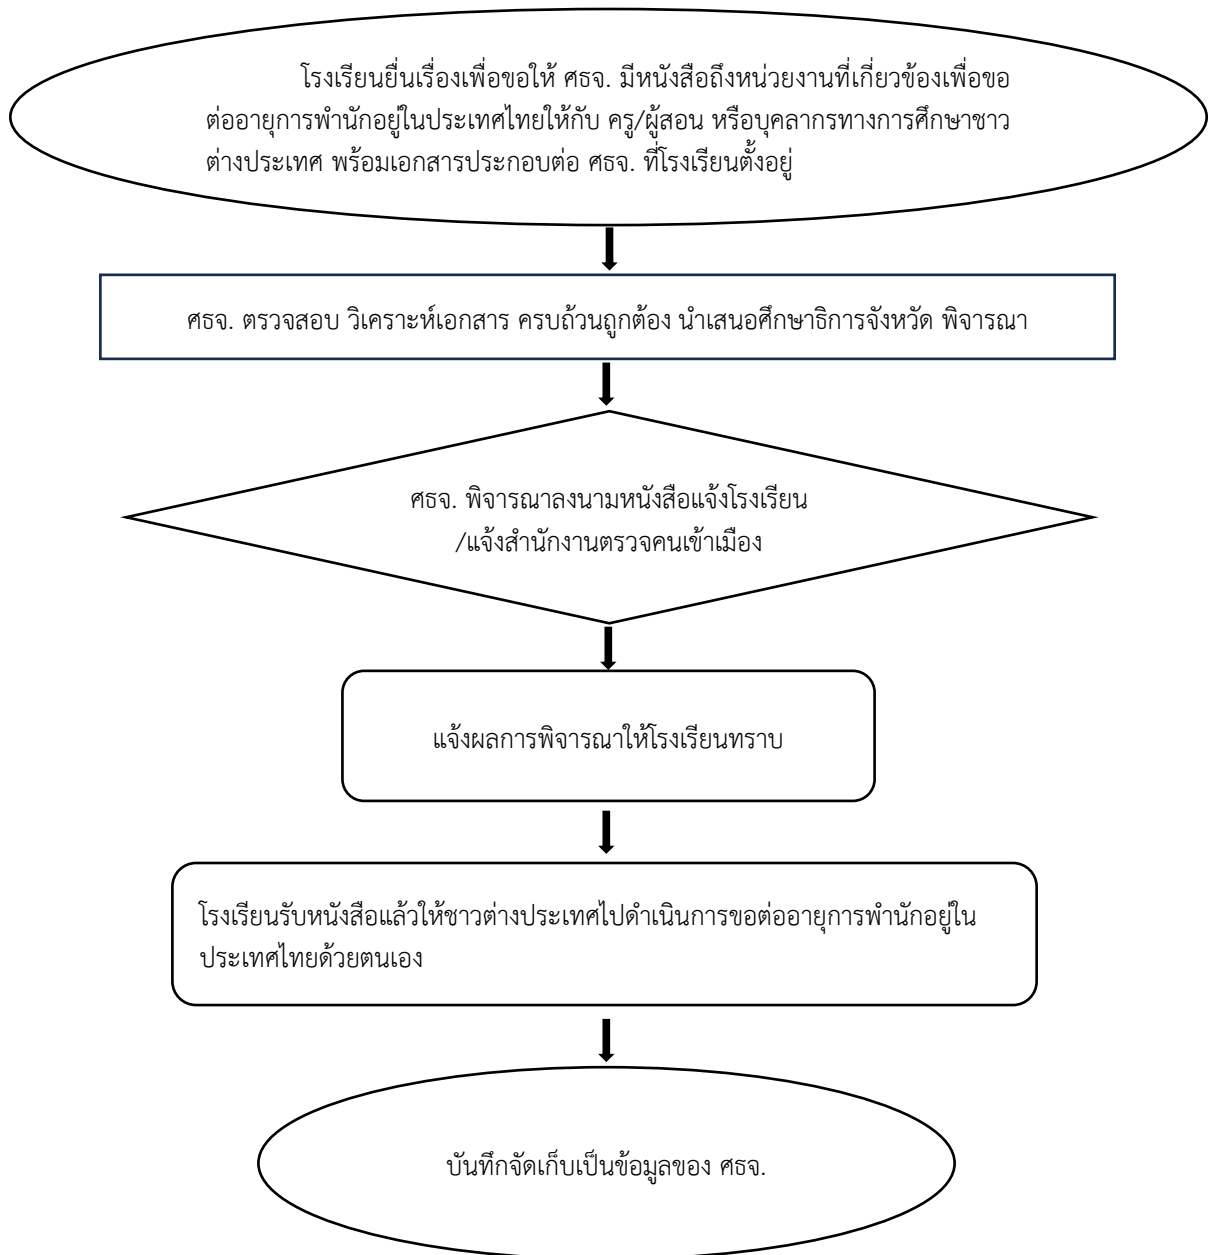 โรงเรียนยื่นเรื่องเพื่อขอให้ ศธจ. มีหนังสือถึงหน่วยงานที่เกี่ยวข้องเพื่อขอ
ต่ออายุการพำนักอยู่ในประเทศไทยให้กับ ครู/ผู้สอน หรือบุคลากรทางการศึกษาชาว
ต่างประเทศ พร้อมเอกสารประกอบต่อ ศธจ. ที่โรงเรียนตั้งอยู่
ศธจ. ตรวจสอบ วิเคราะห์เอกสาร ครบถ้วนถูกต้อง นำเสนอศึกษาธิการจังหวัด พิจารณา
ศธจ. พิจารณาลงนามหนังสือแจ้งโรงเรียน
/แจ้งสำนักงานตรวจคนเข้าเมือง
แจ้งผลการพิจารณาให้โรงเรียนทราบ
โรงเรียนรับหนังสือแล้วให้ชาวต่างประเทศไปดำเนินการขอต่ออายุการพำนักอยู่ใน
ประเทศไทยด้วยตนเอง
บันทึกจัดเก็บเป็นข้อมูลของ ศธจ.